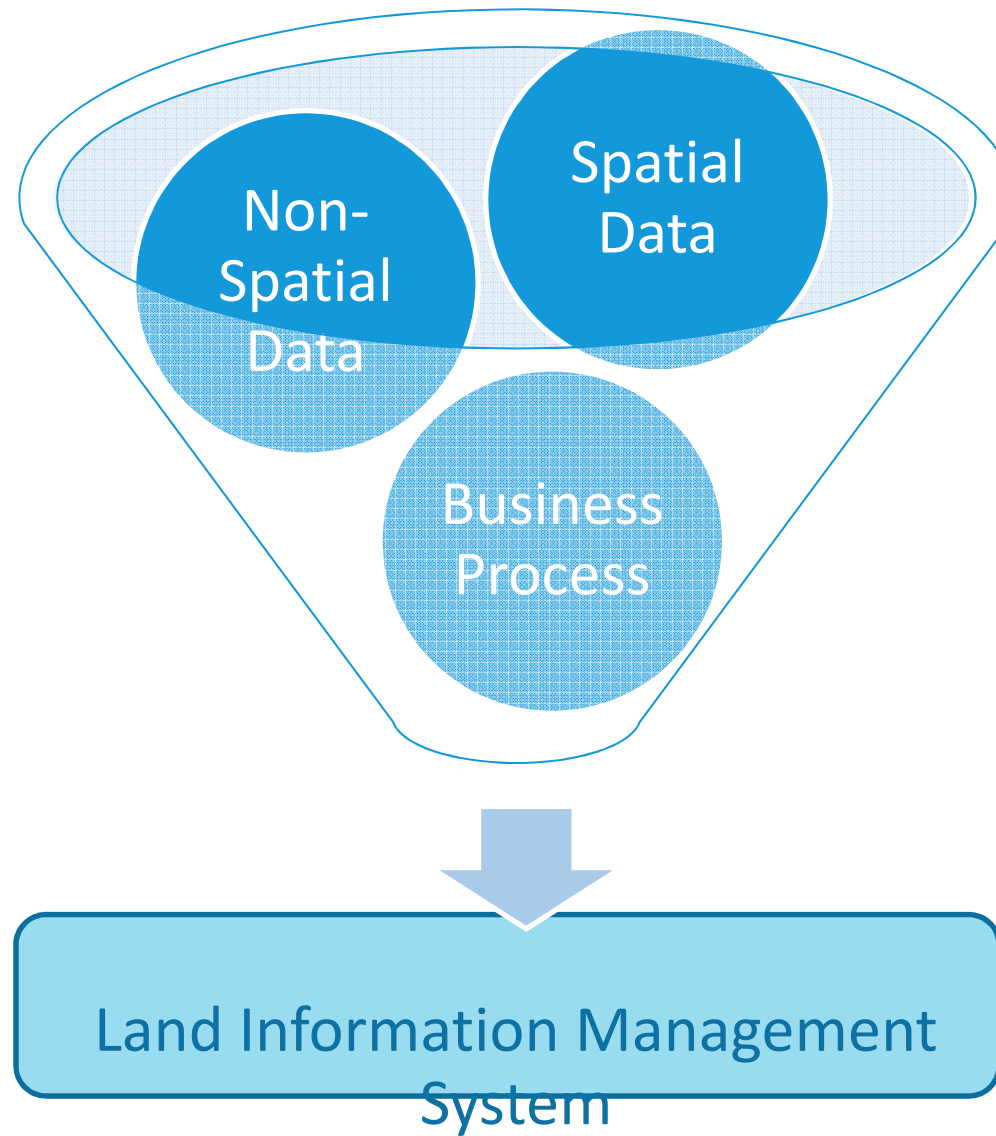 Non-
Spatial
Data
Spatial
Data
Business
Process
Land Information Management
System